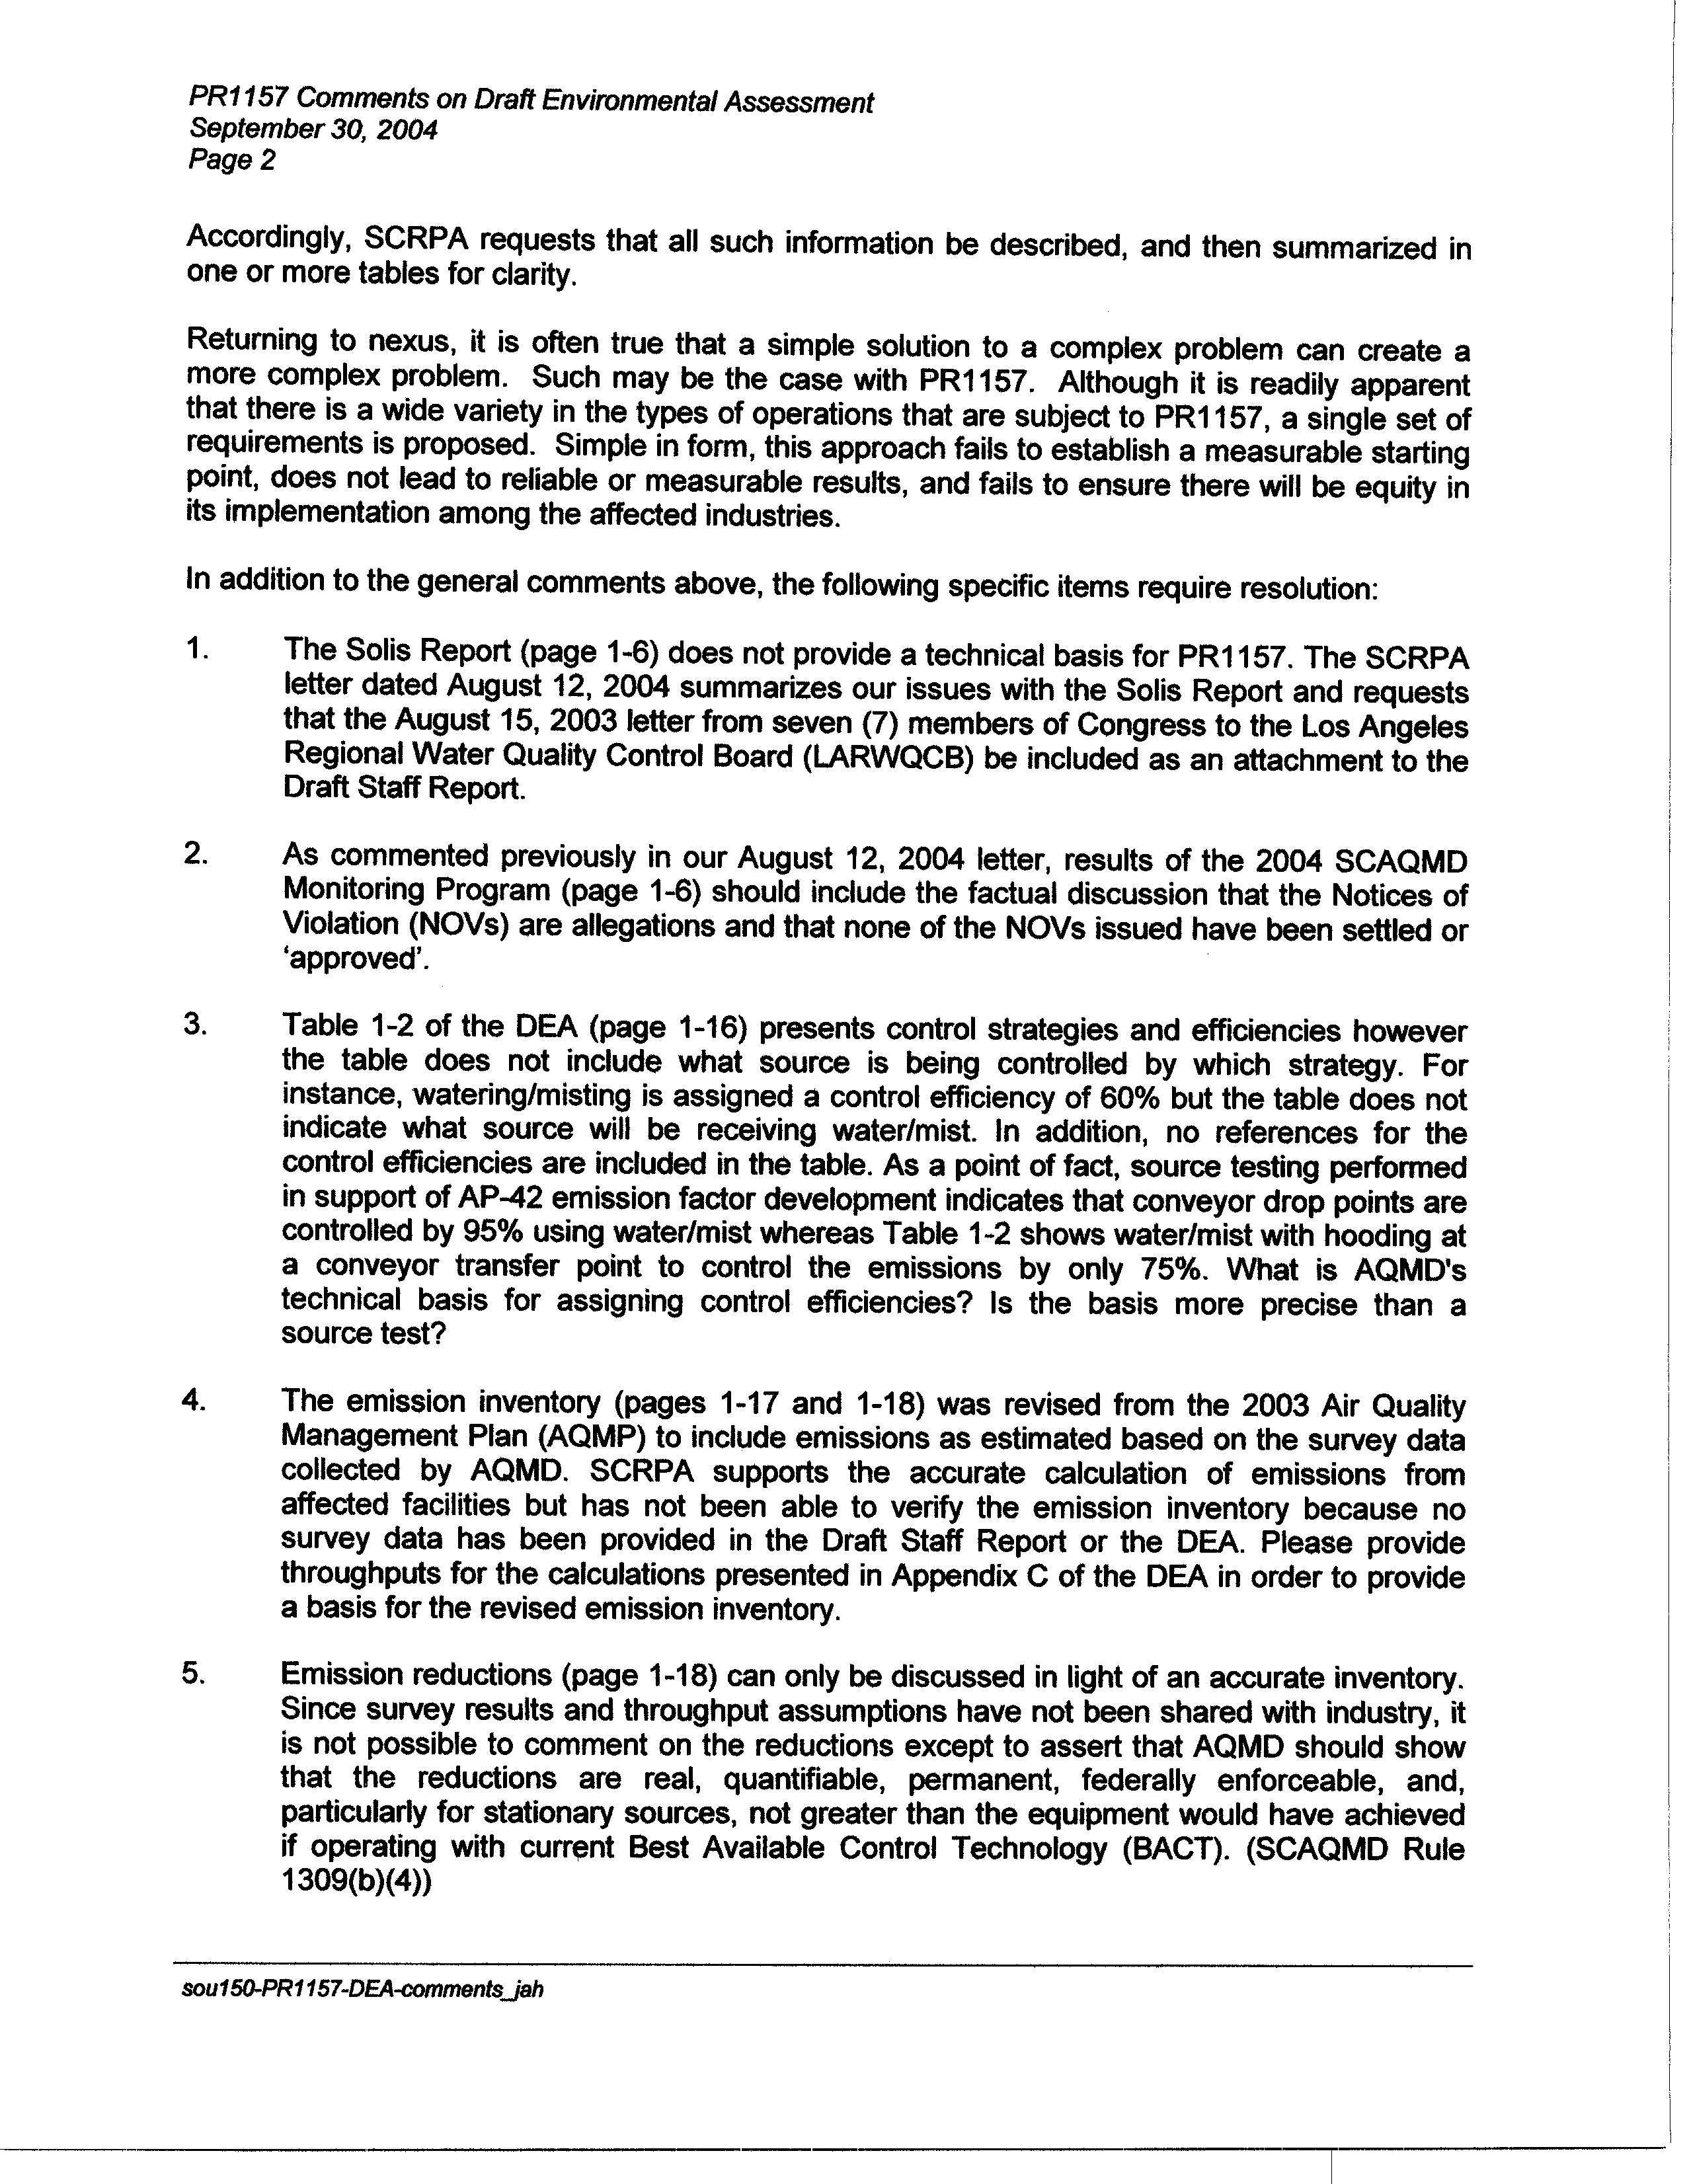 PR1157 Comments on Draft Environmental Assessment
September 30, 2004
Page 2
Accordingly, SCRPA requests that all such information be described, and then summarized in
one or more tables for clarity.
Returning to nexus, it is often true that a simple solution to a complex problem can create a
more complex problem. Such may be the case with PR1157. Although it is readily apparent
that there is a wide variety in the types of operations that are subject to PR1157, a single set of
requirements is proposed. Simple in form, this approach fails to establish a measurable starting
point, does not lead to reliable or measurable results, and fails to ensure there will be equity in
its implementation among the affected industries.
In addition to the general comments above, the following specific items require resolution:
1. The Solis Report (page 1-6) does not provide a technical basis for PR1157. The SCRPA
letter dated August 12, 2004 summarizes our issues with the Solis Report and requests
that the August 15, 2003 letter from seven (7) members of Congress to the Los Angeles
Regional Water Quality Control Board (LARWQCB) be included as an attachment to the
Draft Staff Report.
2. As commented previously in our August 12, 2004 letter, results of the 2004 SCAQMD
Monitoring Program (page 1-6) should include the factual discussion that the Notices of
Violation (NOVs) are allegations and that none of the NOVs issued have been settled or
‘approved’.
3. Table 1-2 of the DEA (page 1-16) presents control strategies and efficiencies however
the table does not include what source is being controlled by which strategy. For
instance, watering/misting is assigned a control efficiency of 60% but the table does not
indicate what source will be receiving water/mist. In addition, no references for the
control efficiencies are included in the table. As a point of fact, source testing performed
in support of AP-42 emission factor development indicates that conveyor drop points are
controlled by 95% using water/mist whereas Table 1-2 shows water/mist with hooding at
a conveyor transfer point to control the emissions by only 75%. What is AQMD's
technical basis for assigning control efficiencies? Is the basis more precise than a
source test?
4. The emission inventory (pages 1-17 and 1-18) was revised from the 2003 Air Quality
Management Plan (AQMP) to include emissions as estimated based on the survey data
collected by AQMD. SCRPA supports the accurate calculation of emissions from
affected facilities but has not been able to verify the emission inventory because no
survey data has been provided in the Draft Staff Report or the DEA. Please provide
throughputs for the calculations presented in Appendix C of the DEA in order to provide
a basis for the revised emission inventory.
5. Emission reductions (page 1-18) can only be discussed in light of an accurate inventory.
Since survey results and throughput assumptions have not been shared with industry, it
is not possible to comment on the reductions except to assert that AQMD should show
that the reductions are real, quantifiable, permanent, federally enforceable, and,
particularly for stationary sources, not greater than the equipment would have achieved
if operating with current Best Available Control Technology (BACT). (SCAQMD Rule
1309(b)(4))
sou150-PR1157-DEA-comments_jah